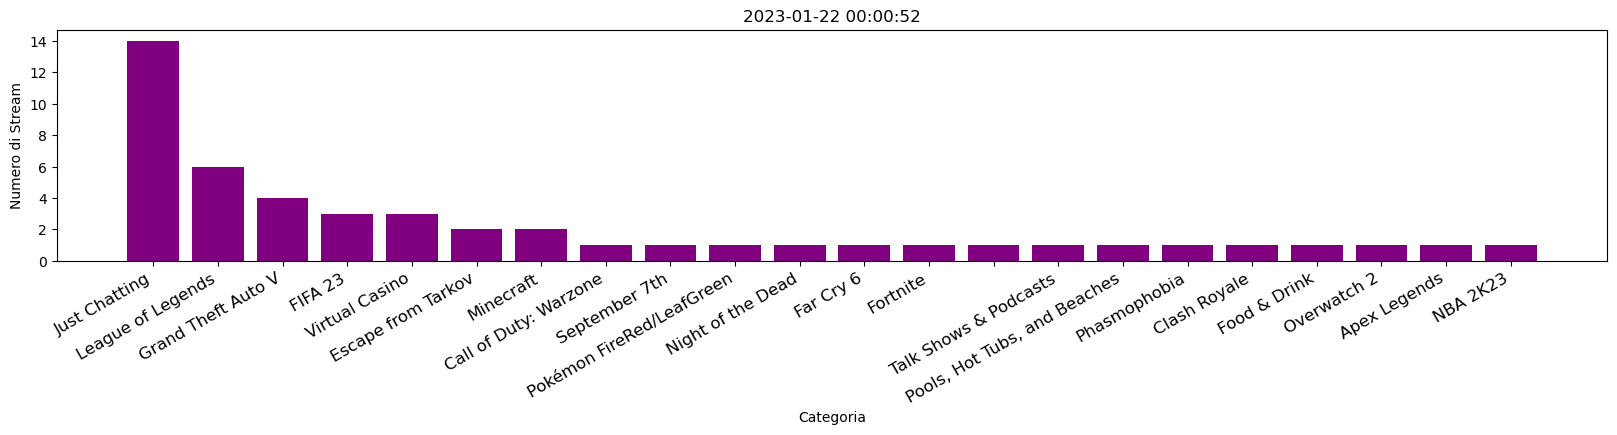 2023-01-22 00:00:52
Numero di Stream
14
12
10
8
6
4
2
0
Just Chatting
League of Legends
Grand Theft Auto V
FIFA 23
Virtual Casino
Escape from Tarkov
Minecraft
Call of Duty: Warzone
September 7th
Pokémon FireRed/LeafGreen
Night of the Dead
Far Cry 6
Fortnite
Talk Shows & Podcasts
Pools, Hot Tubs, and Beaches
Phasmophobia
Clash Royale
Food & Drink
Overwatch 2
Apex Legends
NBA 2K23
Categoria